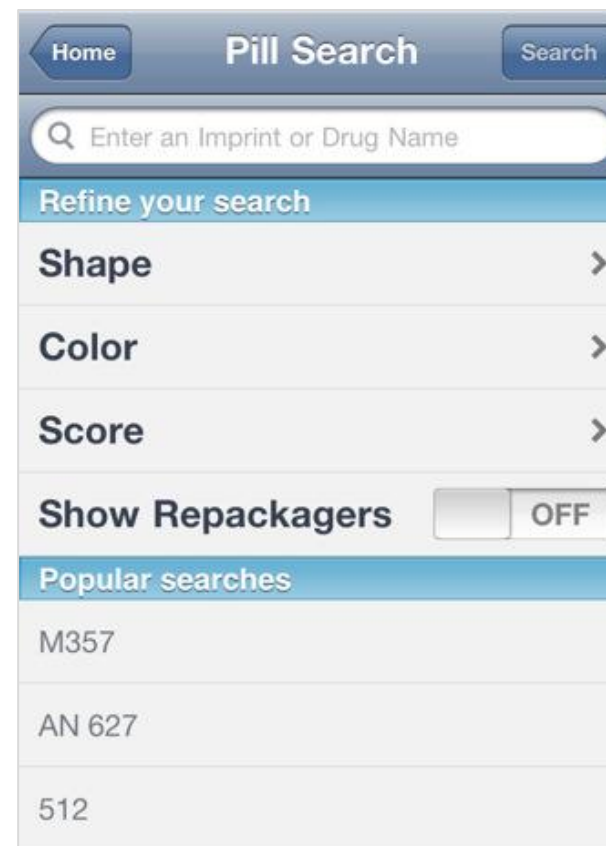 Home Pill Search Search
Enter an Imprint or Drug Name
Refine your search
Shape
Color
Score
Show Repackagers OFF
Popular searches
M357
AN 627
512